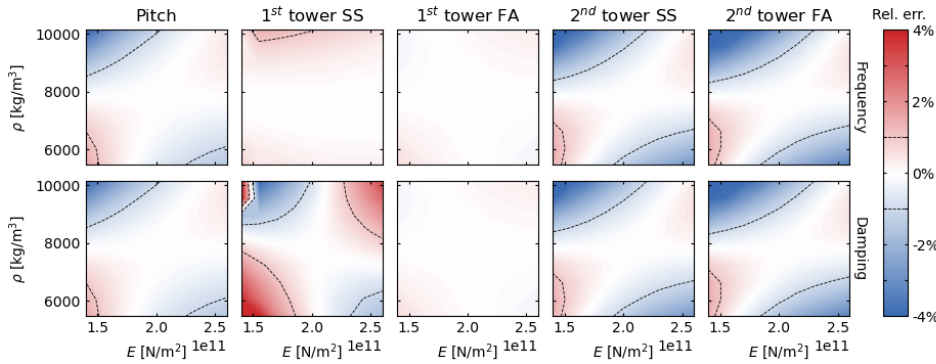 Pitch
1st tower SS
1st tower FA
2nd tower SS
2nd tower FA
Rel. err.
10000
8000
6000
ρ [kg/m³]
Frequency
10000
8000
6000
ρ [kg/m³]
Damping
4%
2%
0%
-2%
-4%
1.5 2.0 2.5
1.5 2.0 2.5
1.5 2.0 2.5
1.5 2.0 2.5
1.5 2.0 2.5
E [N/m²] 1e11
E [N/m²] 1e11
E [N/m²] 1e11
E [N/m²] 1e11
E [N/m²] 1e11